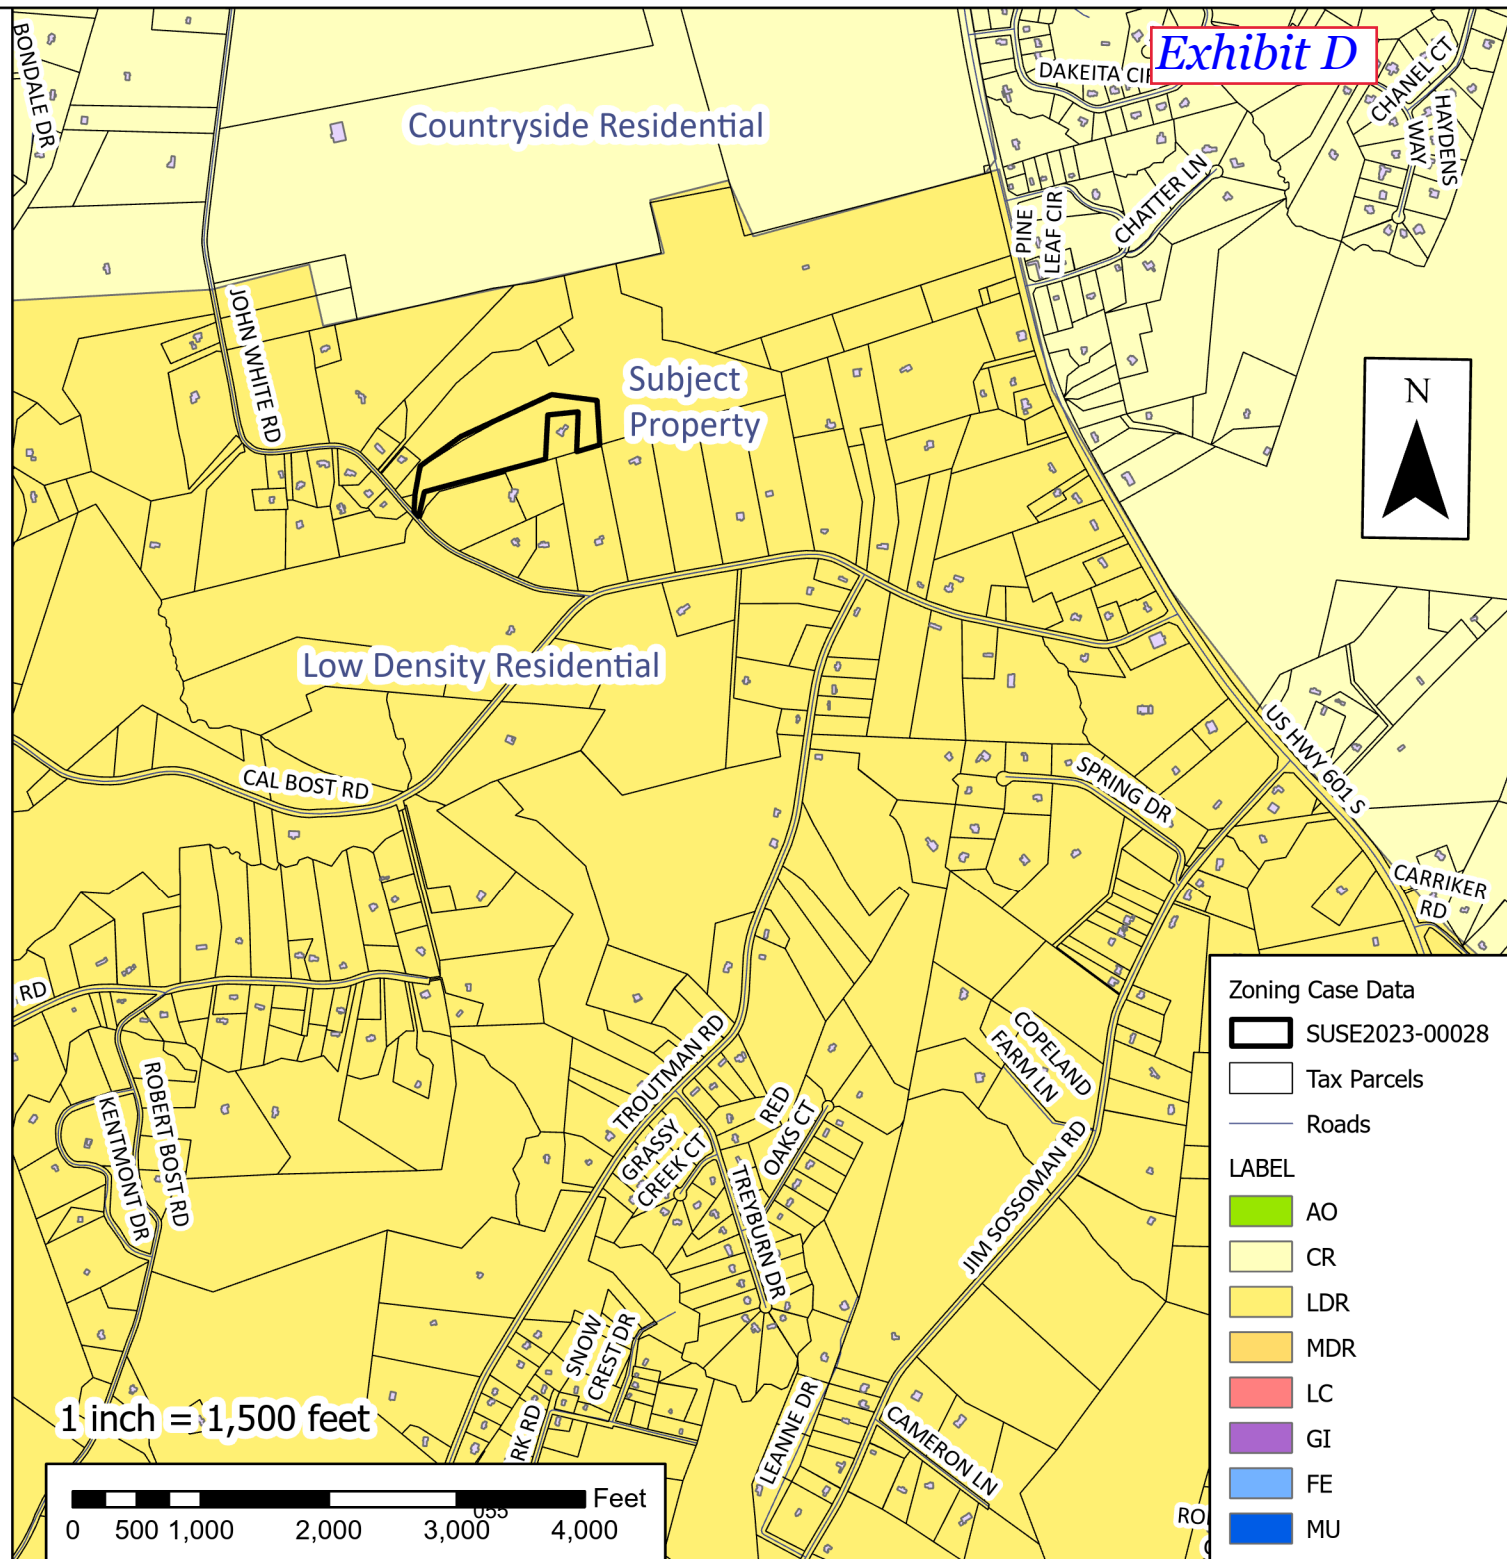 BONDALE DR
Exhibit D
DAKEITA CIR
CHANEL CT
HAYDENS
WAY
Countryside Residential
CHATTER LN
PINE
LEAF CIR
JOHN WHITE RD
Subject
Property
N
Low Density Residential
US HWY 601 S
CAL BOST RD
SPRING DR
CARRIKER
RD
RD
COPELAND
FARM LN
TROUTMAN RD
ROBERT BOST RD
KENTMONT DR
RED
OAKS CT
GRASSY
CREEK CT
TREYBURN DR
JIM SOSSOMAN RD
SNOW
CREST DR
LEANNE DR
CAMERON LN
RK RD
1 inch = 1,500 feet
Feet
0 500 1,000 2,000 3,000 4,000
Zoning Case Data
SUSE2023-00028
Tax Parcels
Roads
LABEL
AO
CR
LDR
MDR
LC
GI
FE
MU